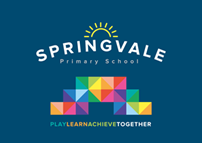 SPRINGVALE
Primary School
PLAYLEARNACHIEVETOGETHER